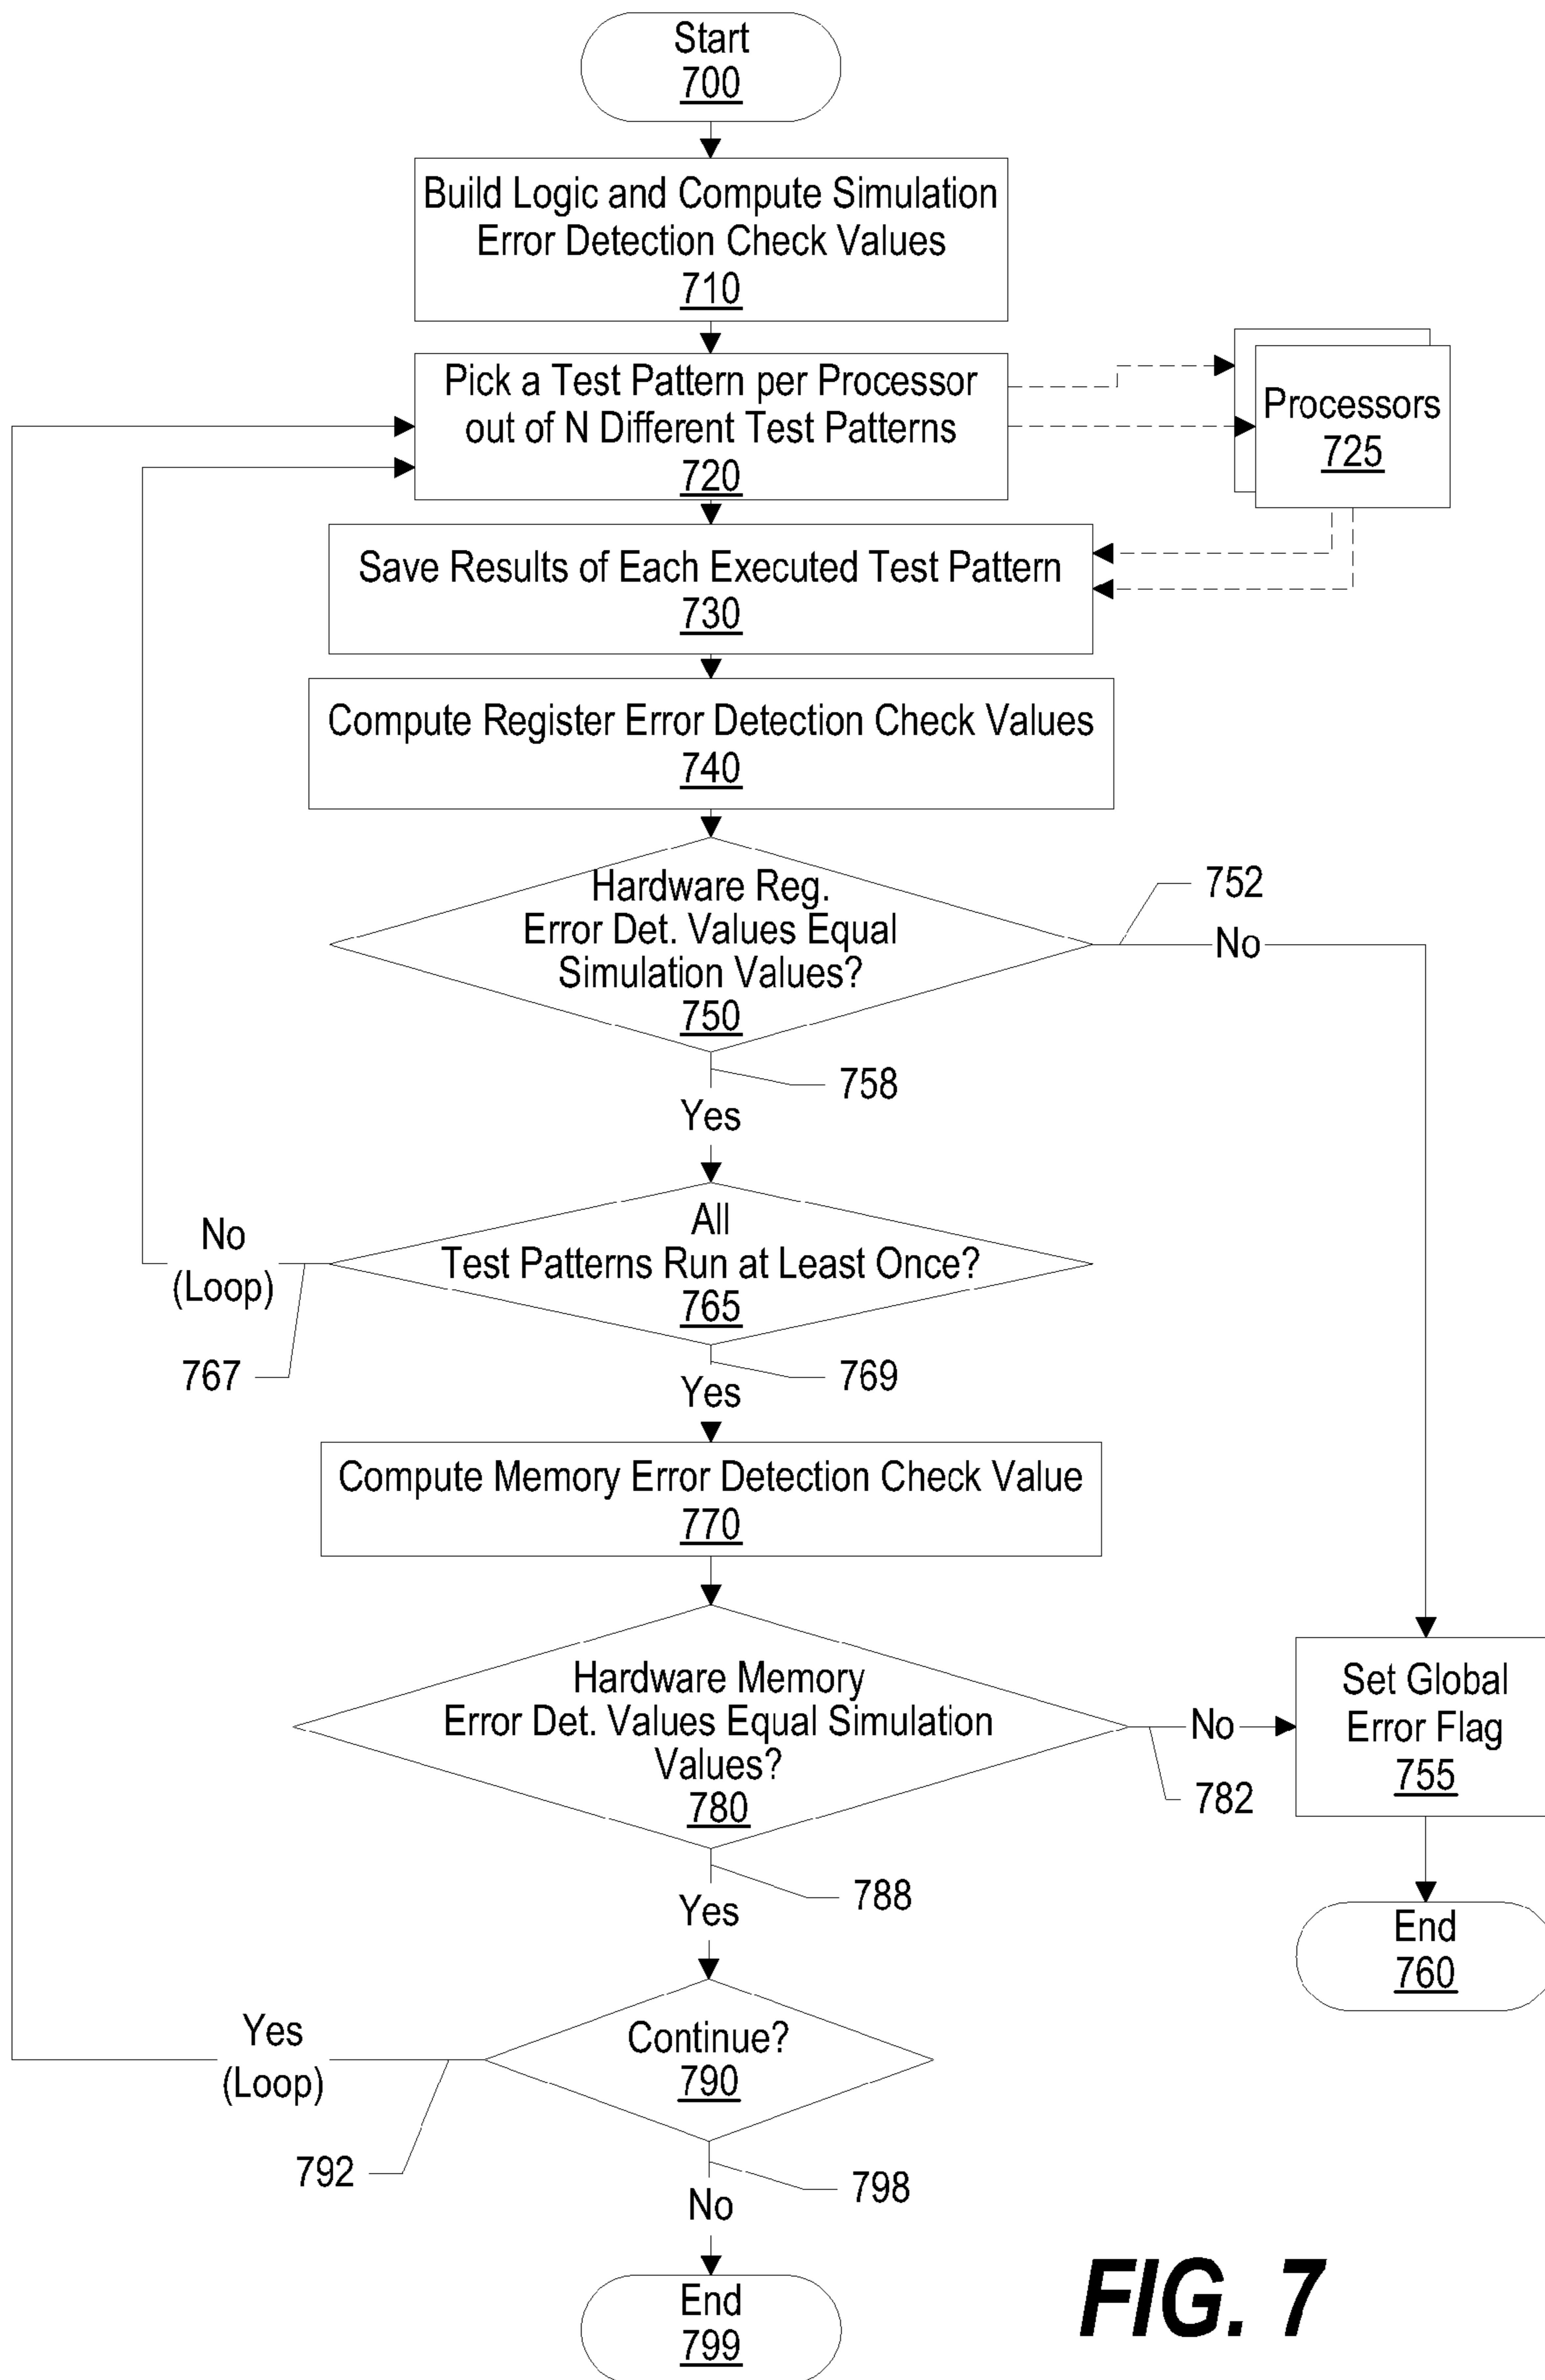 Start
700
Build Logic and Compute Simulation
Error Detection Check Values
710
Pick a Test Pattern per Processor
out of N Different Test Patterns
720
Processors
725
Save Results of Each Executed Test Pattern
730
Compute Register Error Detection Check Values
740
Hardware Reg.
Error Det. Values Equal
Simulation Values?
750
752
No
758
Yes
All
Test Patterns Run at Least Once?
765
No
(Loop)
767
769
Yes
Compute Memory Error Detection Check Value
770
Hardware Memory
Error Det. Values Equal Simulation
Values?
780
No
782
Set Global
Error Flag
755
788
Yes
End
760
Continue?
790
Yes
(Loop)
792
798
No
End
799
FIG. 7